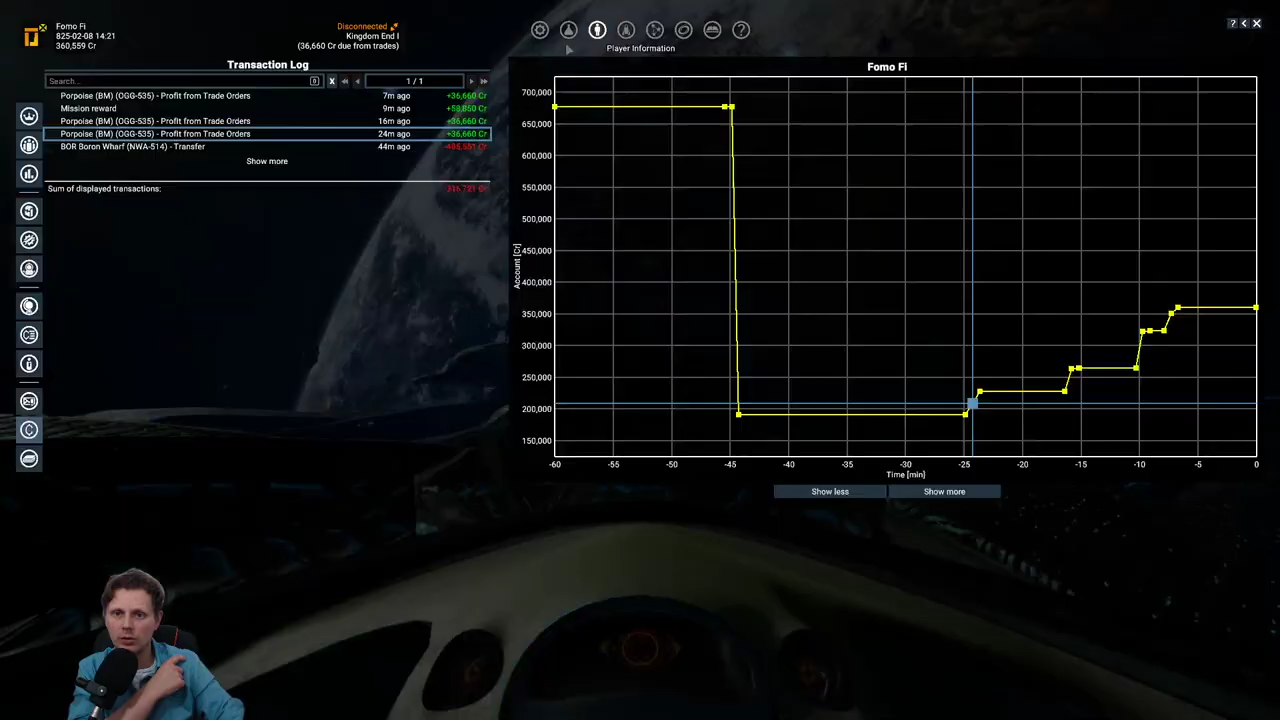 Fomo Fi
825-02-08 14:21
360,559 Cr
Disconnected
Kingdom End I
(36,660 Cr due from trades)
Player Information
? < X
Transaction Log
Search...
X
1 / 1
Porpoise (BM) (OGG-535) - Profit from Trade Orders 7m ago +36,660 Cr
Mission reward 9m ago +58,850 Cr
Porpoise (BM) (OGG-535) - Profit from Trade Orders 16m ago +36,660 Cr
Porpoise (BM) (OGG-535) - Profit from Trade Orders 24m ago +36,660 Cr
BOR Boron Wharf (NWA-514) - Transfer 44m ago
Show more
Sum of displayed transactions:
Fomo Fi
700,000
650,000
600,000
550,000
500,000
450,000
400,000
350,000
300,000
250,000
200,000
150,000
Account [Cr]
-60 -55 -50 -45 -40 -35 -30 -25 -20 -15 -10 -5 0
Time [min]
Show less
Show more